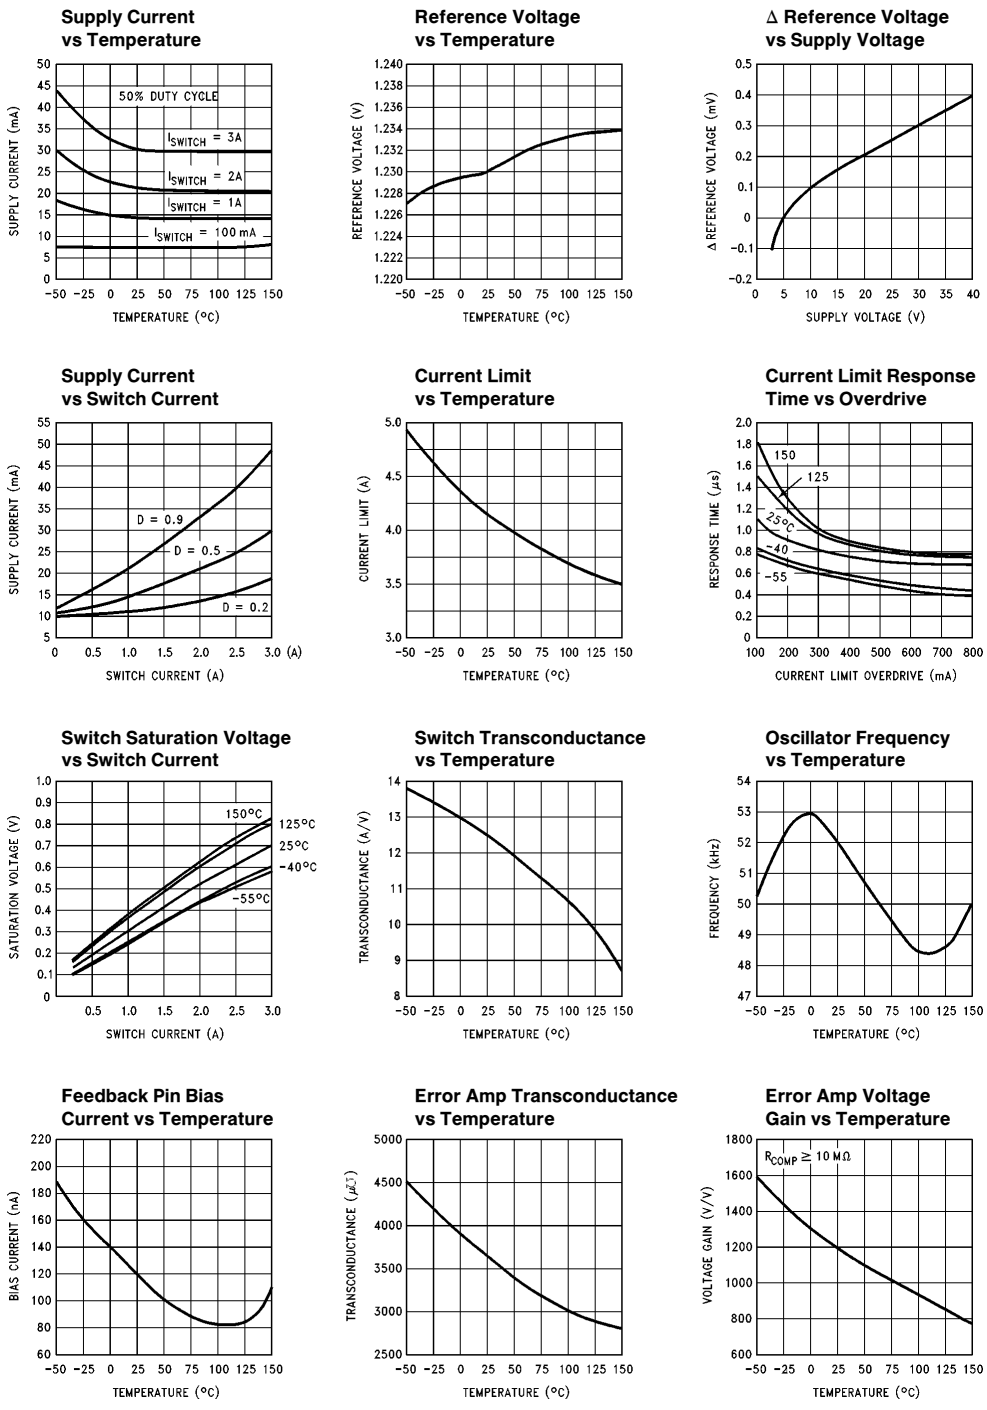 Supply Current
vs Temperature
50
45
40
35
30
25
20
15
10
5
0
SUPPLY CURRENT (mA)
50% DUTY CYCLE
ISWITCH = 3A
ISWITCH = 2A
ISWITCH = 1A
ISWITCH = 100 mA
−50 −25 0 25 50 75 100 125 150
TEMPERATURE (°C)
Reference Voltage
vs Temperature
1.240
1.238
1.236
1.234
1.232
1.230
1.228
1.226
1.224
1.222
1.220
REFERENCE VOLTAGE (V)
−50 −25 0 25 50 75 100 125 150
TEMPERATURE (°C)
Δ Reference Voltage
vs Supply Voltage
0.5
0.4
0.3
0.2
0.1
0
−0.1
−0.2
Δ REFERENCE VOLTAGE (mV)
0 5 10 15 20 25 30 35 40
SUPPLY VOLTAGE (V)
Supply Current
vs Switch Current
55
50
45
40
35
30
25
20
15
10
5
SUPPLY CURRENT (mA)
D = 0.9
D = 0.5
D = 0.2
0 0.5 1.0 1.5 2.0 2.5 3.0 (A)
SWITCH CURRENT (A)
Current Limit
vs Temperature
5.0
4.5
4.0
3.5
3.0
CURRENT LIMIT (A)
−50 −25 0 25 50 75 100 125 150
TEMPERATURE (°C)
Current Limit Response
Time vs Overdrive
2.0
1.8
1.6
1.4
1.2
1.0
0.8
0.6
0.4
0.2
0
RESPONSE TIME (μs)
150
125
25°C
−40
−55
100 200 300 400 500 600 700 800
CURRENT LIMIT OVERDRIVE (mA)
Switch Saturation Voltage
vs Switch Current
1.0
0.9
0.8
0.7
0.6
0.5
0.4
0.3
0.2
0.1
0
SATURATION VOLTAGE (V)
150°C
125°C
25°C
−40°C
−55°C
0.5 1.0 1.5 2.0 2.5 3.0
SWITCH CURRENT (A)
Switch Transconductance
vs Temperature
14
13
12
11
10
9
8
TRANSCONDUCTANCE (A/V)
−50 −25 0 25 50 75 100 125 150
TEMPERATURE (°C)
Oscillator Frequency
vs Temperature
54
53
52
51
50
49
48
47
FREQUENCY (kHz)
−50 −25 0 25 50 75 100 125 150
TEMPERATURE (°C)
Feedback Pin Bias
Current vs Temperature
220
200
180
160
140
120
100
80
60
BIAS CURRENT (nA)
−50 −25 0 25 50 75 100 125 150
TEMPERATURE (°C)
Error Amp Transconductance
vs Temperature
5000
4500
4000
3500
3000
2500
TRANSCONDUCTANCE (μ℧)
−50 −25 0 25 50 75 100 125 150
TEMPERATURE (°C)
Error Amp Voltage
Gain vs Temperature
1800
1600
1400
1200
1000
800
600
VOLTAGE GAIN (V/V)
RCOMP ≥ 10 MΩ
−50 −25 0 25 50 75 100 125 150
TEMPERATURE (°C)